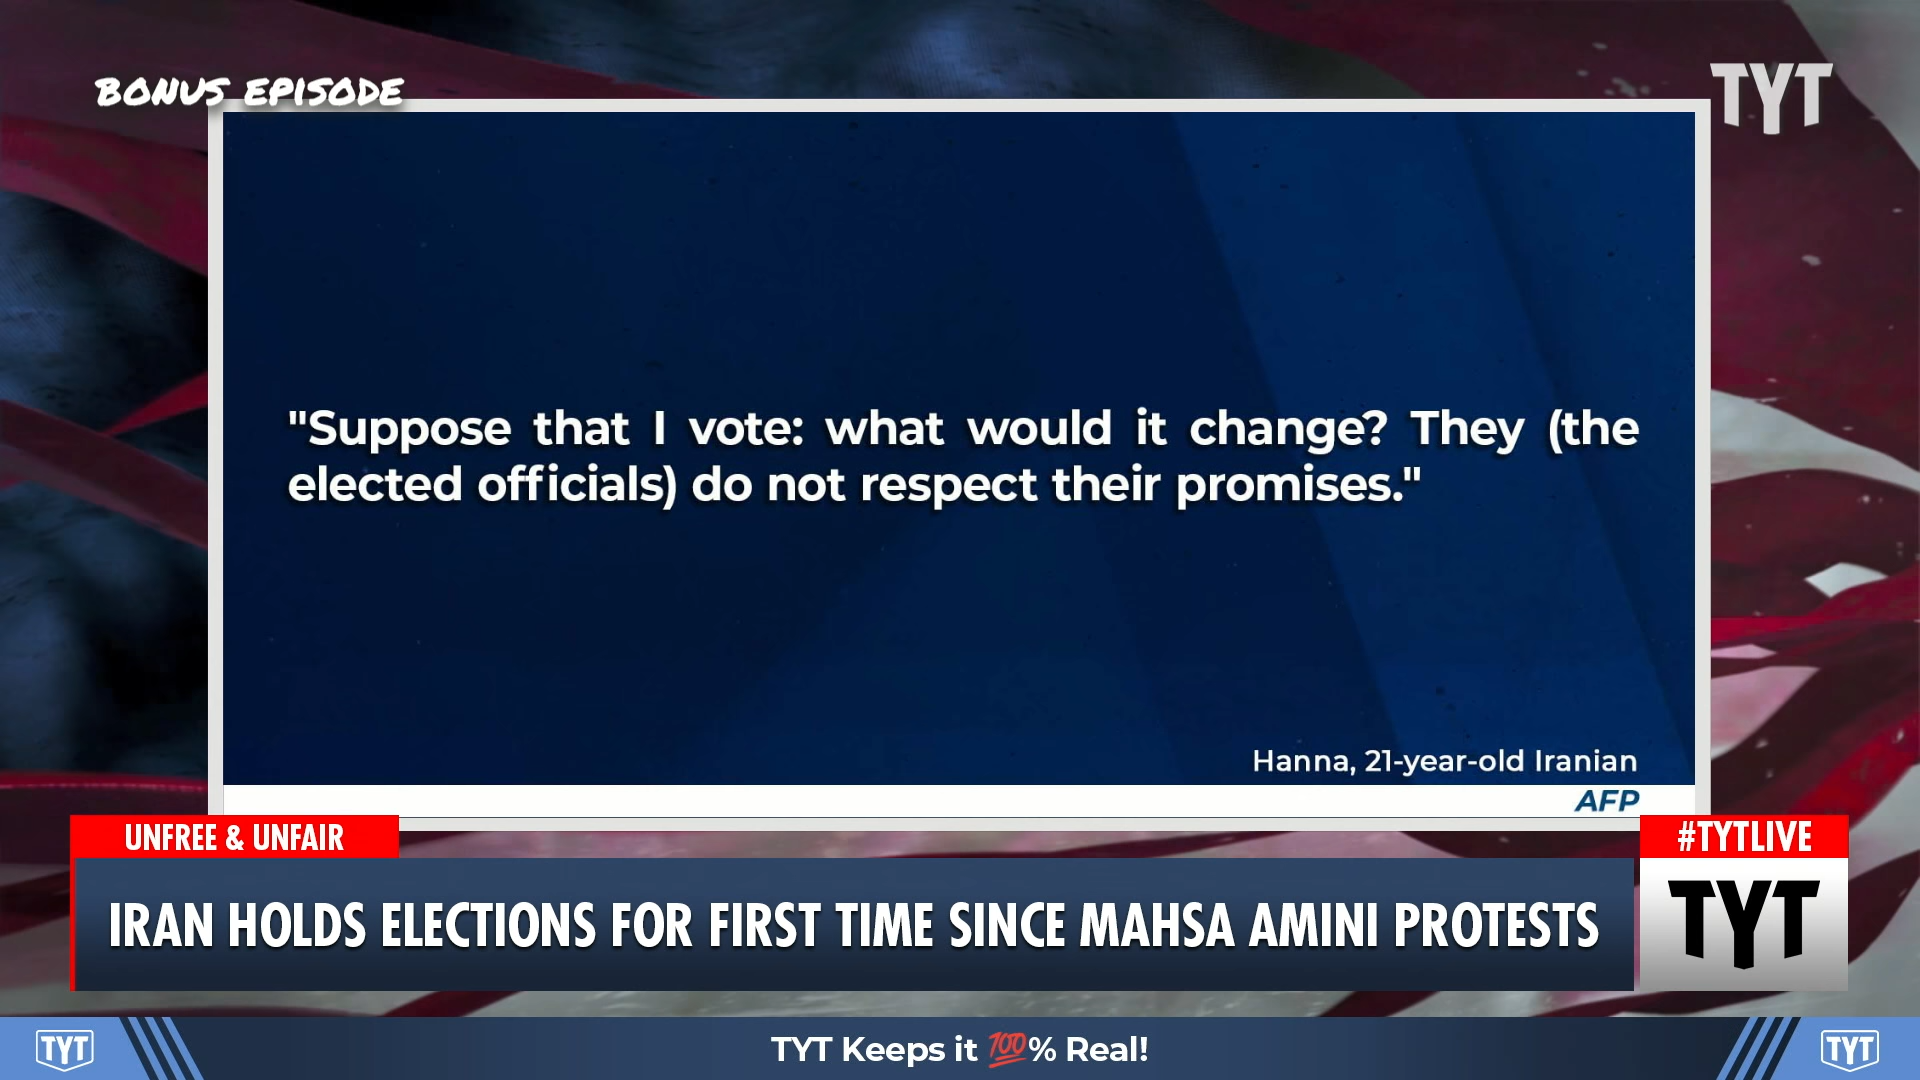 BONUS EPISODE
TYT
"Suppose that I vote: what would it change? They (the
elected officials) do not respect their promises."
Hanna, 21-year-old Iranian
AFP
UNFREE & UNFAIR
#TYTLIVE
IRAN HOLDS ELECTIONS FOR FIRST TIME SINCE MAHSA AMINI PROTESTS
TYT
TYT
TYT Keeps it 💯% Real!
TYT